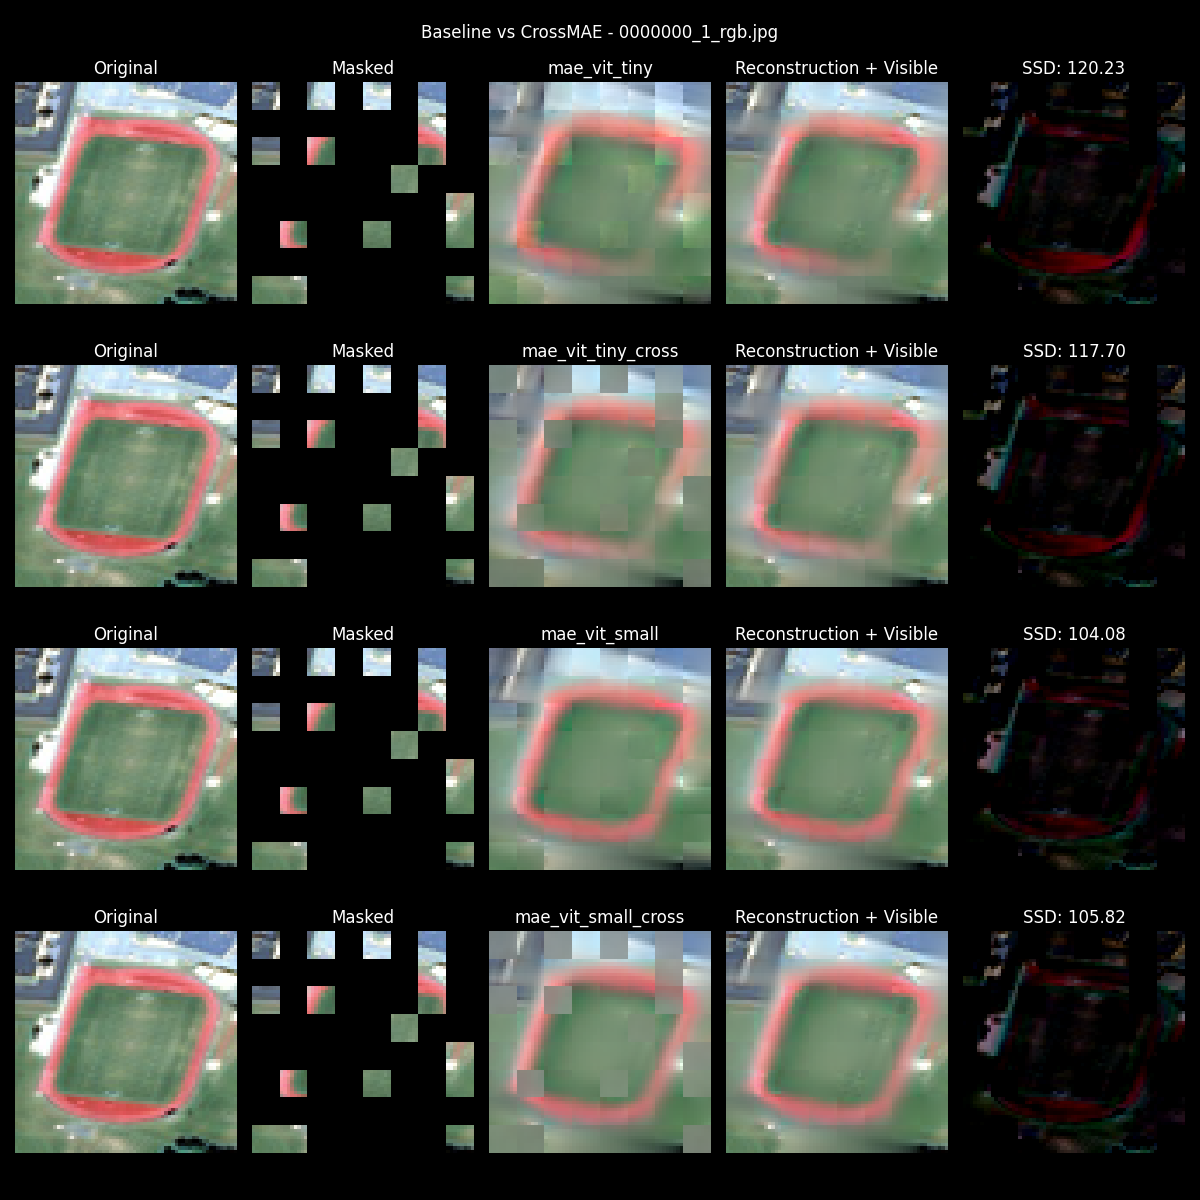 Baseline vs CrossMAE - 0000000_1_rgb.jpg
Original Masked mae_vit_tiny Reconstruction + Visible SSD: 120.23
Original Masked mae_vit_tiny_cross Reconstruction + Visible SSD: 117.70
Original Masked mae_vit_small Reconstruction + Visible SSD: 104.08
Original Masked mae_vit_small_cross Reconstruction + Visible SSD: 105.82